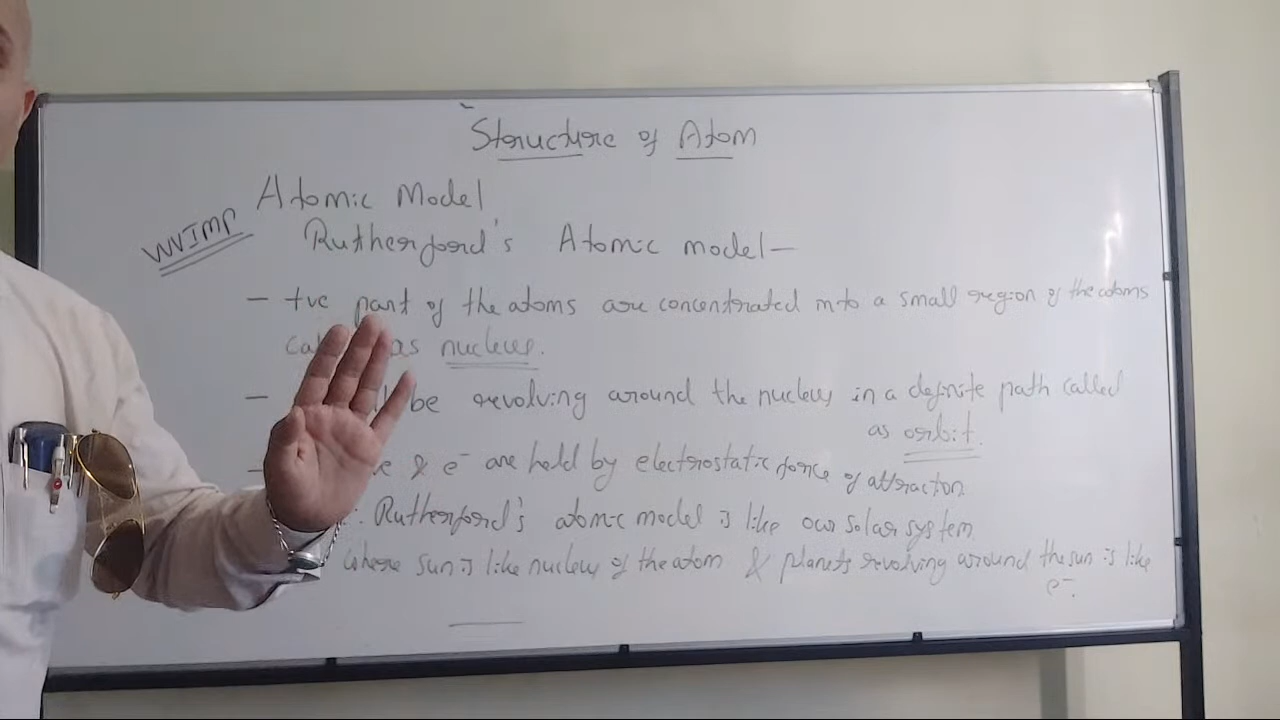 Structure of Atom
Atomic Model
VVVIMP
Rutherford's Atomic model—
— +ve part of the atoms are concentrated into a small region of the atoms
as nucleus.
— be revolving around the nucleus in a definite path called
as orbit.
— & e⁻ are held by electrostatic force of attraction.
∴ Rutherford's atomic model is like our solar system
where sun is like nucleus of the atom & planets revolving around the sun is like
e⁻.